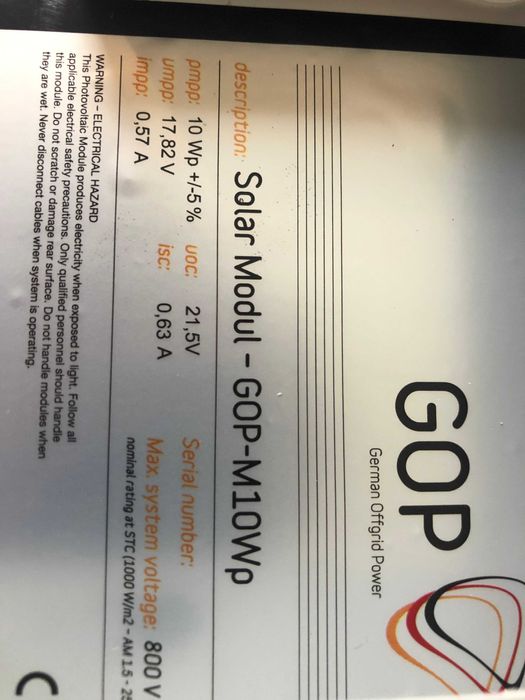 GOP
German Offgrid Power
description: Solar Modul - GOP-M10Wp
pmpp: 10 Wp +/-5 % uoc: 21,5V Serial number:
umpp: 17,82 V isc: 0,63 A Max. system voltage: 800 V
impp: 0,57 A nominal rating at STC (1000 W/m2 - AM 1.5 - 25
WARNING - ELECTRICAL HAZARD
This Photovoltaic Module produces electricity when exposed to light. Follow all
applicable electrical safety precautions. Only qualified personnel should handle
this module. Do not scratch or damage rear surface. Do not handle modules when
they are wet. Never disconnect cables when system is operating.